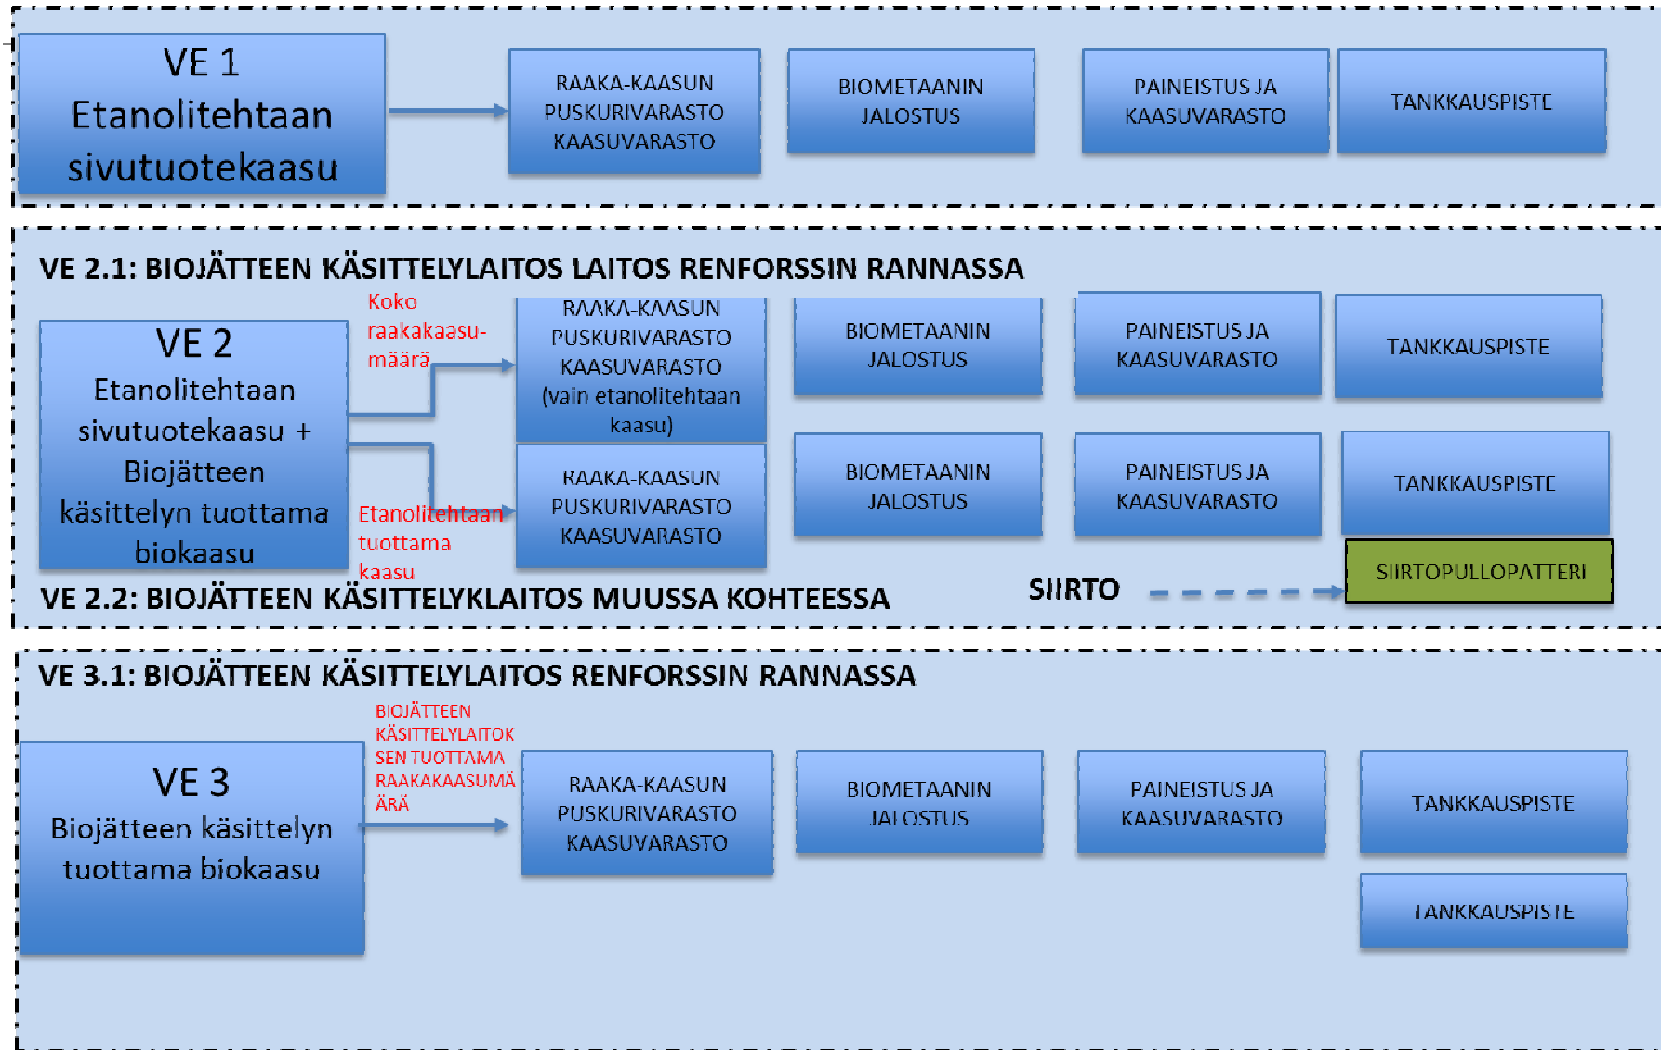 VE 1
Etanolitehtaan
sivutuotekaasu
RAAKA-KAASUN
PUSKURIVARASTO
KAASUVARASTO
BIOMETAANIN
JALOSTUS
PAINEISTUS JA
KAASUVARASTO
TANKKAUSPISTE
VE 2.1: BIOJÄTTEEN KÄSITTELYLAITOS LAITOS RENFORSSIN RANNASSA
VE 2
Etanolitehtaan
sivutuotekaasu +
Biojätteen
käsittelyn tuottama
biokaasu
Koko
raakakaasu-
määrä
RAAKA-KAASUN
PUSKURIVARASTO
KAASUVARASTO
(vain etanolitehtaan
kaasu)
BIOMETAANIN
JALOSTUS
PAINEISTUS JA
KAASUVARASTO
TANKKAUSPISTE
Etanolitehtaan
tuottama
kaasu
RAAKA-KAASUN
PUSKURIVARASTO
KAASUVARASTO
BIOMETAANIN
JALOSTUS
PAINEISTUS JA
KAASUVARASTO
TANKKAUSPISTE
SIIRTO
SIIRTOPULLOPATTERI
VE 2.2: BIOJÄTTEEN KÄSITTELYKLAITOS MUUSSA KOHTEESSA
VE 3.1: BIOJÄTTEEN KÄSITTELYLAITOS RENFORSSIN RANNASSA
VE 3
Biojätteen käsittelyn
tuottama biokaasu
BIOJÄTTEEN
KÄSITTELYLAITOK
SEN TUOTTAMA
RAAKAKAASUMÄ
ÄRÄ
RAAKA-KAASUN
PUSKURIVARASTO
KAASUVARASTO
BIOMETAANIN
JALOSTUS
PAINEISTUS JA
KAASUVARASTO
TANKKAUSPISTE
TANKKAUSPISTE